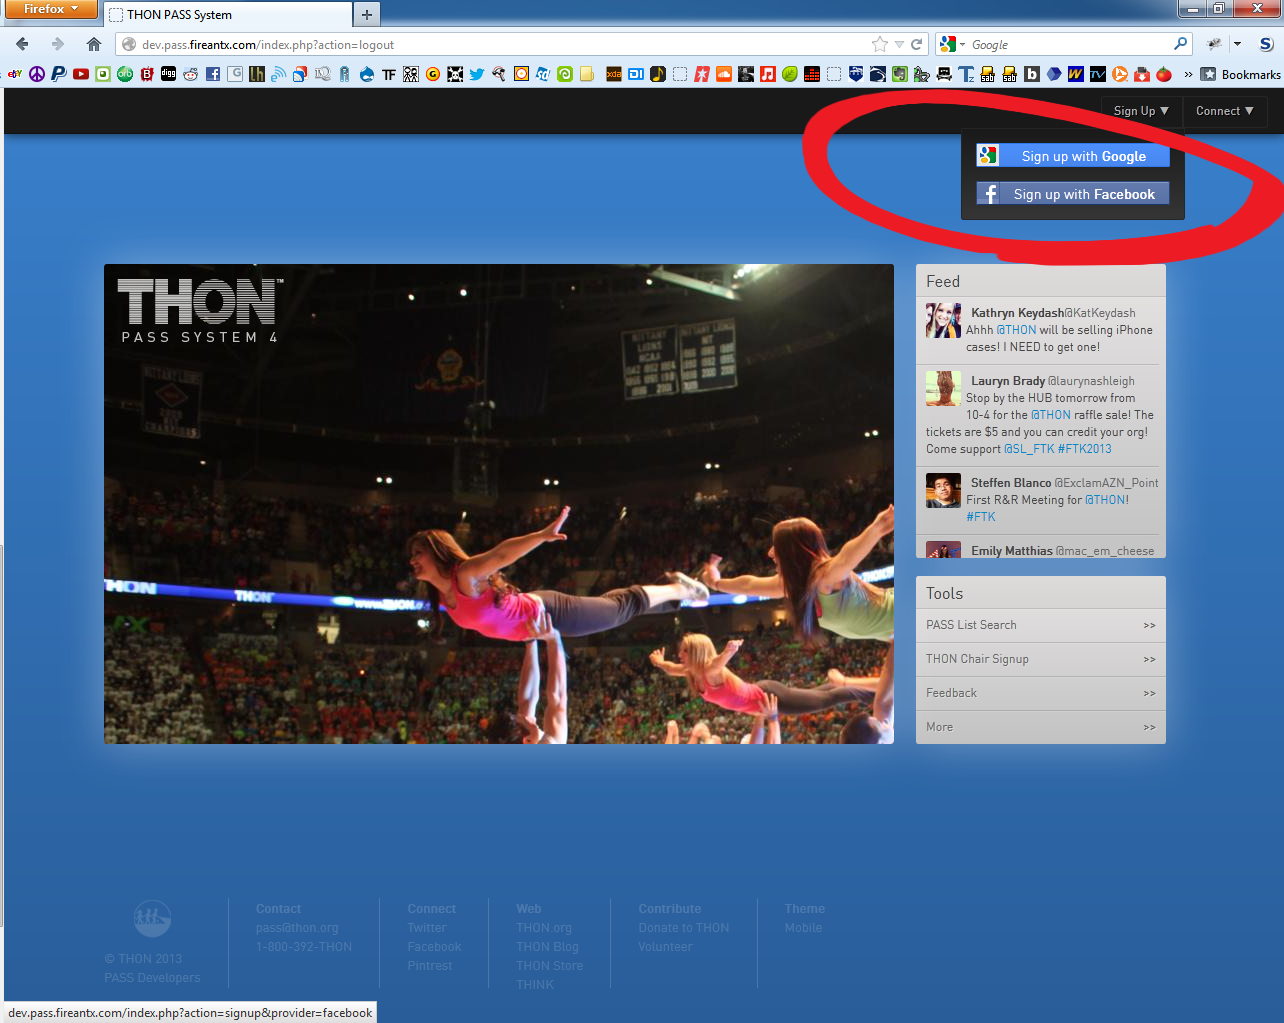 Firefox
THON PASS System
dev.pass.fireantx.com/index.php?action=logout
Google
Bookmarks
Sign Up ▼
Connect ▼
Sign up with Google
Sign up with Facebook
THON™
PASS SYSTEM 4
NITTANY LIONS NCAA
NITTANY LIONS NIT
Feed
Kathryn Keydash@KatKeydash
Ahhh @THON will be selling iPhone
cases! I NEED to get one!
Lauryn Brady @laurynashleigh
Stop by the HUB tomorrow from
10-4 for the @THON raffle sale! The
tickets are $5 and you can credit your org!
Come support @SL_FTK #FTK2013
Steffen Blanco @ExclamAZN_Point
First R&R Meeting for @THON!
#FTK
Emily Matthias @mac_em_cheese
Tools
PASS List Search >>
THON Chair Signup >>
Feedback >>
More >>
© THON 2013
PASS Developers
Contact
pass@thon.org
1-800-392-THON
Connect
Twitter
Facebook
Pintrest
Web
THON.org
THON Blog
THON Store
THINK
Contribute
Donate to THON
Volunteer
Theme
Mobile
dev.pass.fireantx.com/index.php?action=signup&provider=facebook